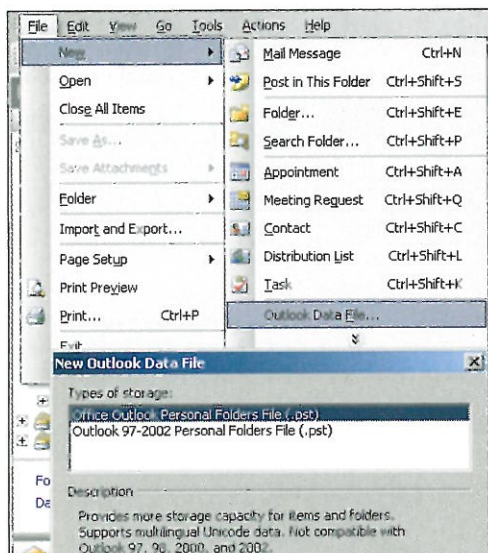 File Edit View Go Tools Actions Help
New
Open
Close All Items
Save As...
Save Attachments
Folder
Import and Export...
Page Setup
Print Preview
Print... Ctrl+P
Exit
Mail Message Ctrl+N
Post in This Folder Ctrl+Shift+S
Folder... Ctrl+Shift+E
Search Folder... Ctrl+Shift+P
Appointment Ctrl+Shift+A
Meeting Request Ctrl+Shift+Q
Contact Ctrl+Shift+C
Distribution List Ctrl+Shift+L
Task Ctrl+Shift+K
Outlook Data File...
New Outlook Data File
Types of storage:
Office Outlook Personal Folders File (.pst)
Outlook 97-2002 Personal Folders File (.pst)
Description
Provides more storage capacity for items and folders.
Supports multilingual Unicode data. Not compatible with
Outlook 97, 98, 2000, and 2002.
Fo
Da